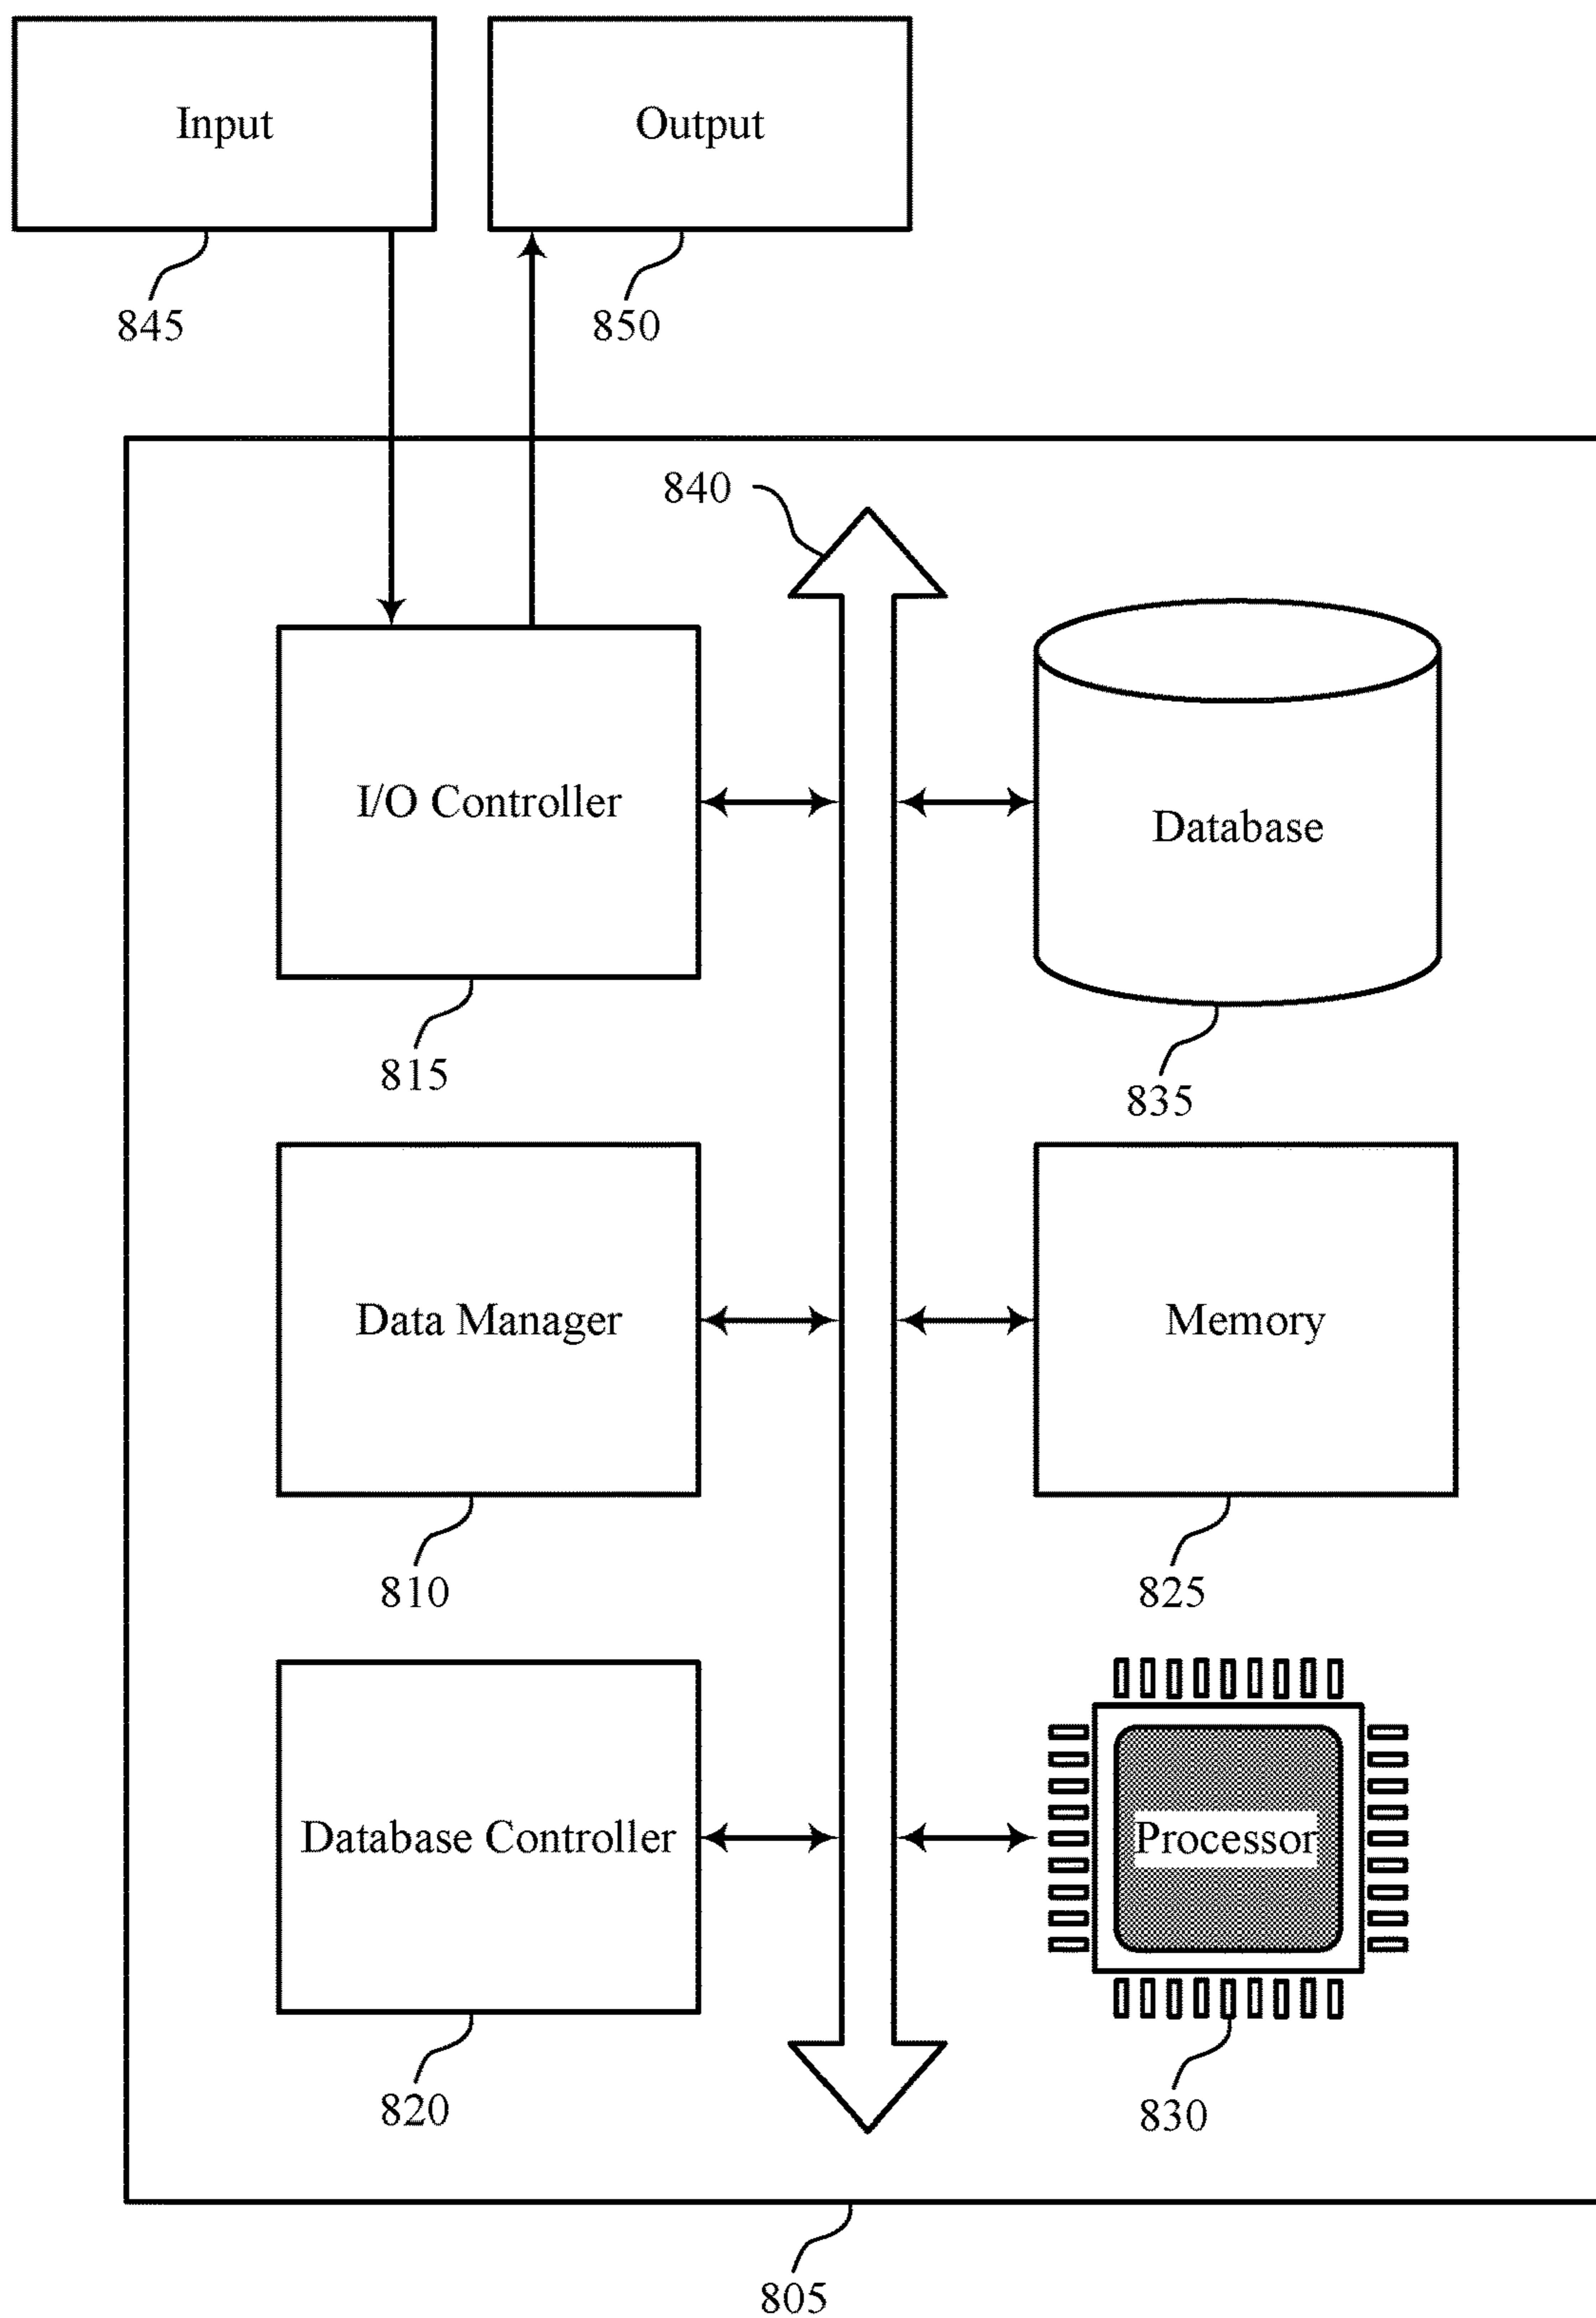 Input
Output
845
850
840
I/O Controller
Database
815
835
Data Manager
Memory
810
825
Database Controller
Processor
820
830
805